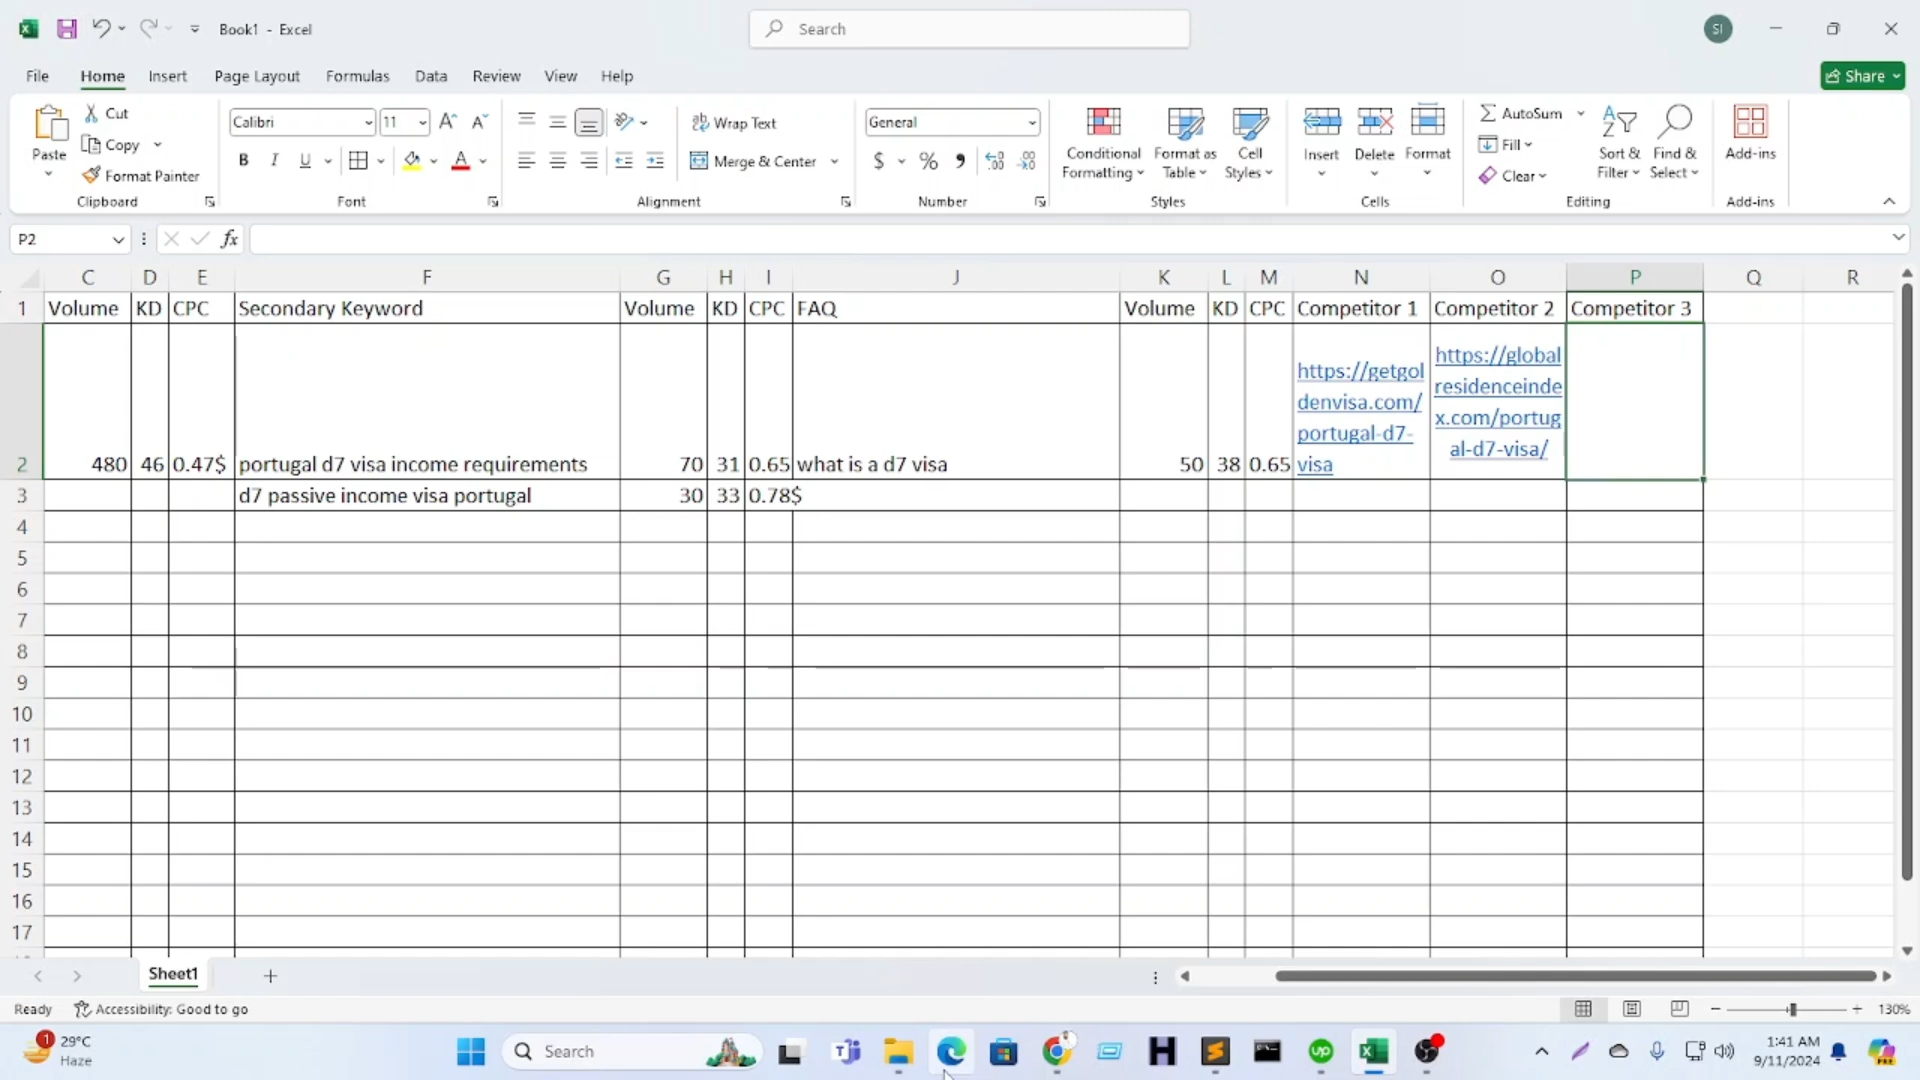 Book1 - Excel
Search
SI
File Home Insert Page Layout Formulas Data Review View Help
Share
Paste
Cut
Copy
Format Painter
Clipboard
Calibri 11
B I U
Font
Wrap Text
Merge & Center
Alignment
General
$ % ,
Number
Conditional Formatting
Format as Table
Cell Styles
Styles
Insert
Delete
Format
Cells
AutoSum
Fill
Clear
Sort & Filter
Find & Select
Editing
Add-ins
Add-ins
P2
fx
C D E F G H I J K L M N O P Q R
1 Volume KD CPC Secondary Keyword Volume KD CPC FAQ Volume KD CPC Competitor 1 Competitor 2 Competitor 3
2 480 46 0.47$ portugal d7 visa income requirements 70 31 0.65 what is a d7 visa 50 38 0.65
https://getgol
denvisa.com/
portugal-d7-
visa
https://global
residenceinde
x.com/portug
al-d7-visa/
3 d7 passive income visa portugal 30 33 0.78$
4
5
6
7
8
9
10
11
12
13
14
15
16
17
Sheet1
Ready Accessibility: Good to go
130%
1
29°C
Haze
Search
1:41 AM
9/11/2024